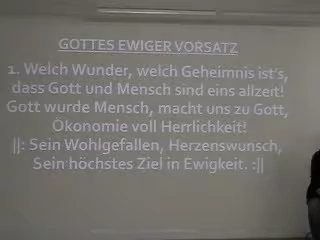 GOTTES EWIGER VORSATZ
1. Welch Wunder, welch Geheimnis ist's,
dass Gott und Mensch sind eins allzeit!
Gott wurde Mensch, macht uns zu Gott,
Ökonomie voll Herrlichkeit!
||: Sein Wohlgefallen, Herzenswunsch,
Sein höchstes Ziel in Ewigkeit. :||